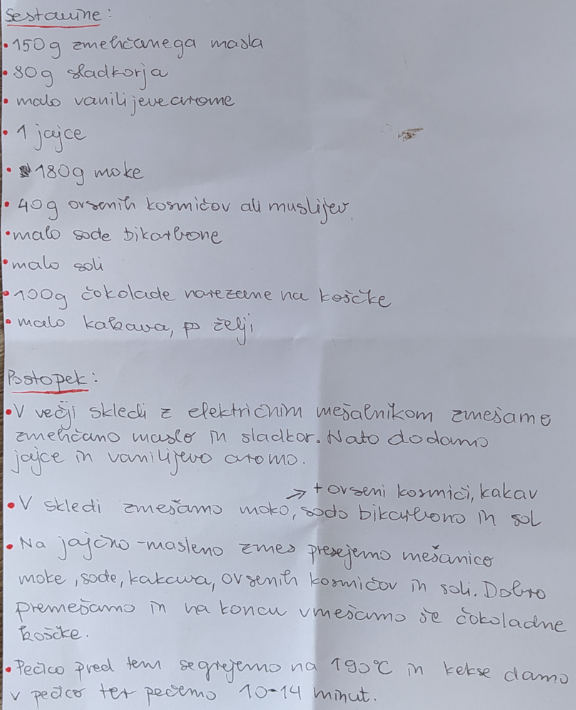 Sestavine:
• 150g zmehčanega masla
• 80g sladkorja
• malo vanilijeve arome
• 1 jajce
• 180g moke
• 40g ovsenih kosmičov ali muslijev
• malo sode bikarbone
• malo soli
• 100g čokolade narezane na koščke
• malo kakava, po želji
Postopek:
• V večji skledi z električnim mešalnikom zmešamo
zmehčano maslo in sladkor. Nato dodamo
jajce in vanilijevo aromo.
→ + ovseni kosmiči, kakav
• V skledi zmešamo moko, sodo bikarbono in sol
• Na jajčno-masleno zmes presejemo mešanico
moke, sode, kakava, ovsenih kosmičov in soli. Dobro
premešamo in na koncu vmešamo še čokoladne
koščke.
• Pečico pred tem segrejemo na 190°C in kekse damo
v pečico ter pečemo 10-14 minut.